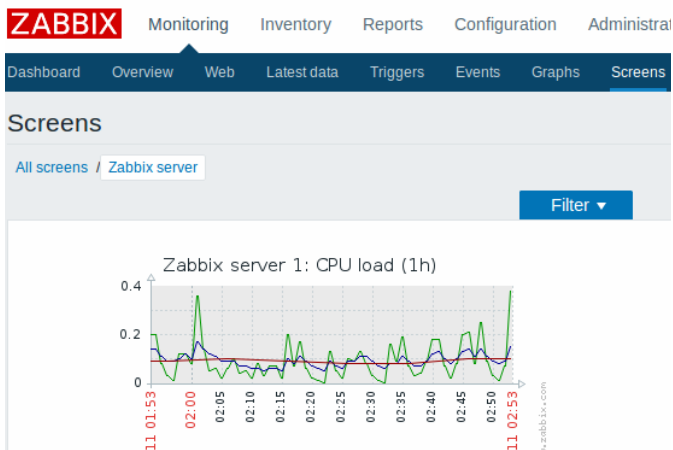 ZABBIX Monitoring Inventory Reports Configuration Administrat
Dashboard Overview Web Latest data Triggers Events Graphs Screens
Screens
All screens / Zabbix server
Filter ▼
Zabbix server 1: CPU load (1h)
0.4
0.2
0
11 01:53 02:00 02:05 02:10 02:15 02:20 02:25 02:30 02:35 02:40 02:45 02:50 11 02:53
.zabbix.com